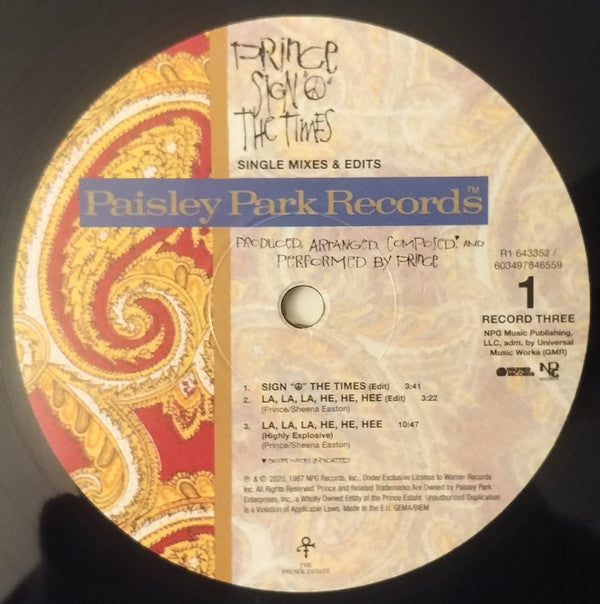 Prince
Sign "☮"
The Times
SINGLE MIXES & EDITS
Paisley Park Records™
PRODUCED, ARRANGED, COMPOSED♥ AND
PERFORMED BY PRINCE
R1 643352 /
603497846559
1
RECORD THREE
NPG Music Publishing,
LLC, adm. by Universal
Music Works (GMR)
WARNER
RECORDS
NPG
1. SIGN "☮" THE TIMES (Edit) 3:41
2. LA, LA, LA, HE, HE, HEE (Edit) 3:22
(Prince/Sheena Easton)
3. LA, LA, LA, HE, HE, HEE 10:47
(Highly Explosive)
(Prince/Sheena Easton)
♥ EXCEPT WHERE INDICATED
℗ & © 2020, 1987 NPG Records, Inc., Under Exclusive License to Warner Records
Inc. All Rights Reserved. Prince and Related Trademarks Are Owned by Paisley Park
Enterprises, Inc., a Wholly Owned Entity of the Prince Estate. Unauthorized Duplication
is a Violation of Applicable Laws. Made in the E.U. GEMA/BIEM
THE
PRINCE ESTATE